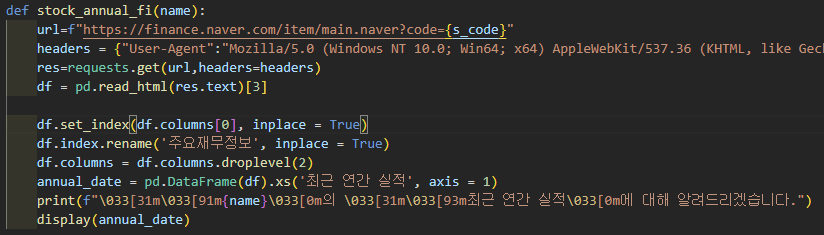 def stock_annual_fi(name):
    url=f"https://finance.naver.com/item/main.naver?code={s_code}"
    headers = {"User-Agent":"Mozilla/5.0 (Windows NT 10.0; Win64; x64) AppleWebKit/537.36 (KHTML, like Gec
    res=requests.get(url,headers=headers)
    df = pd.read_html(res.text)[3]

    df.set_index(df.columns[0], inplace = True)
    df.index.rename('주요재무정보', inplace = True)
    df.columns = df.columns.droplevel(2)
    annual_date = pd.DataFrame(df).xs('최근 연간 실적', axis = 1)
    print(f"\033[31m\033[91m{name}\033[0m의 \033[31m\033[93m최근 연간 실적\033[0m에 대해 알려드리겠습니다.")
    display(annual_date)